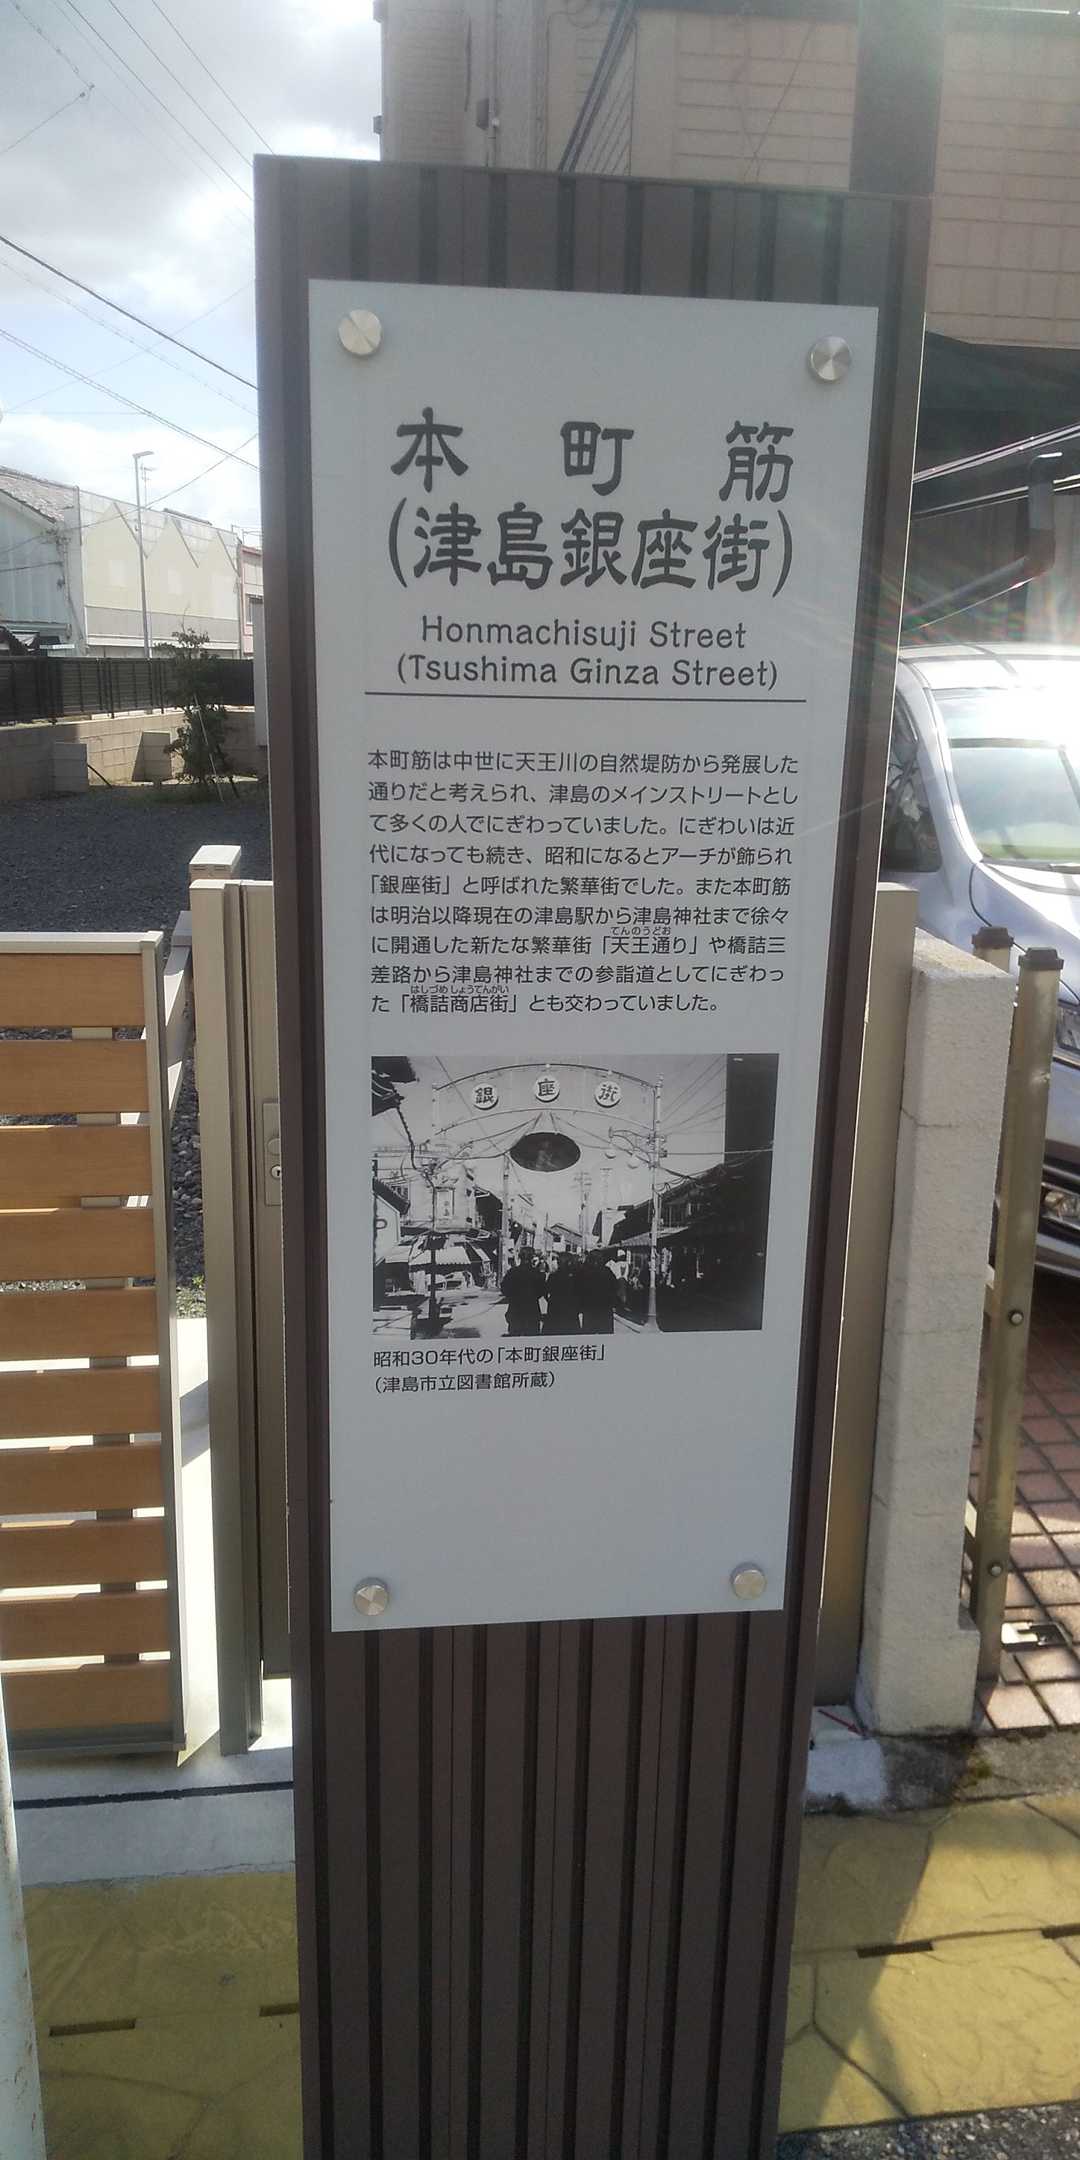 本町筋
(津島銀座街)
Honmachisuji Street
(Tsushima Ginza Street)
本町筋は中世に天王川の自然堤防から発展した
通りだと考えられ、津島のメインストリートとし
て多くの人でにぎわっていました。にぎわいは近
代になっても続き、昭和になるとアーチが飾られ
「銀座街」と呼ばれた繁華街でした。また本町筋
は明治以降現在の津島駅から津島神社まで徐々
てんのうどお
に開通した新たな繁華街「天王通り」や橋詰三
差路から津島神社までの参詣道としてにぎわっ
はしづめしょうてんがい
た「橋詰商店街」とも交わっていました。
銀座街
昭和30年代の「本町銀座街」
（津島市立図書館所蔵）